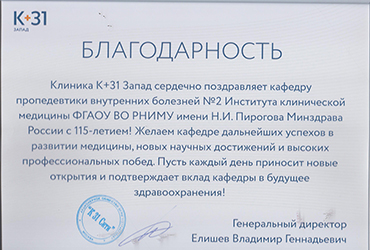 К+31
ЗАПАД
БЛАГОДАРНОСТЬ
Клиника К+31 Запад сердечно поздравляет кафедру
пропедевтики внутренних болезней №2 Института клинической
медицины ФГАОУ ВО РНИМУ имени Н.И. Пирогова Минздрава
России с 115-летием! Желаем кафедре дальнейших успехов в
развитии медицины, новых научных достижений и высоких
профессиональных побед. Пусть каждый день приносит новые
открытия и подтверждает вклад кафедры в будущее
здравоохранения!
"К 31 Сити"
Генеральный директор
Елишев Владимир Геннадьевич